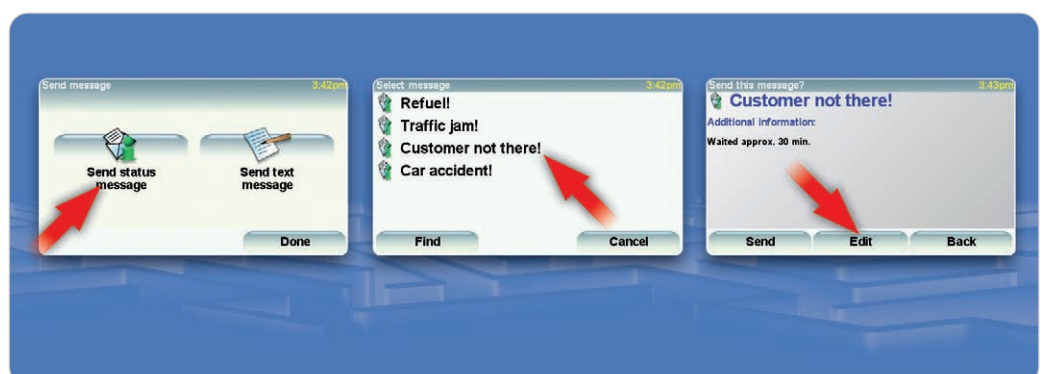 Send message 3:42pm
Send status
message
Send text
message
Done
Select message 3:42pm
Refuel!
Traffic jam!
Customer not there!
Car accident!
Find Cancel
Send this message? 3:43pm
Customer not there!
Additional information:
Waited approx. 30 min.
Send Edit Back